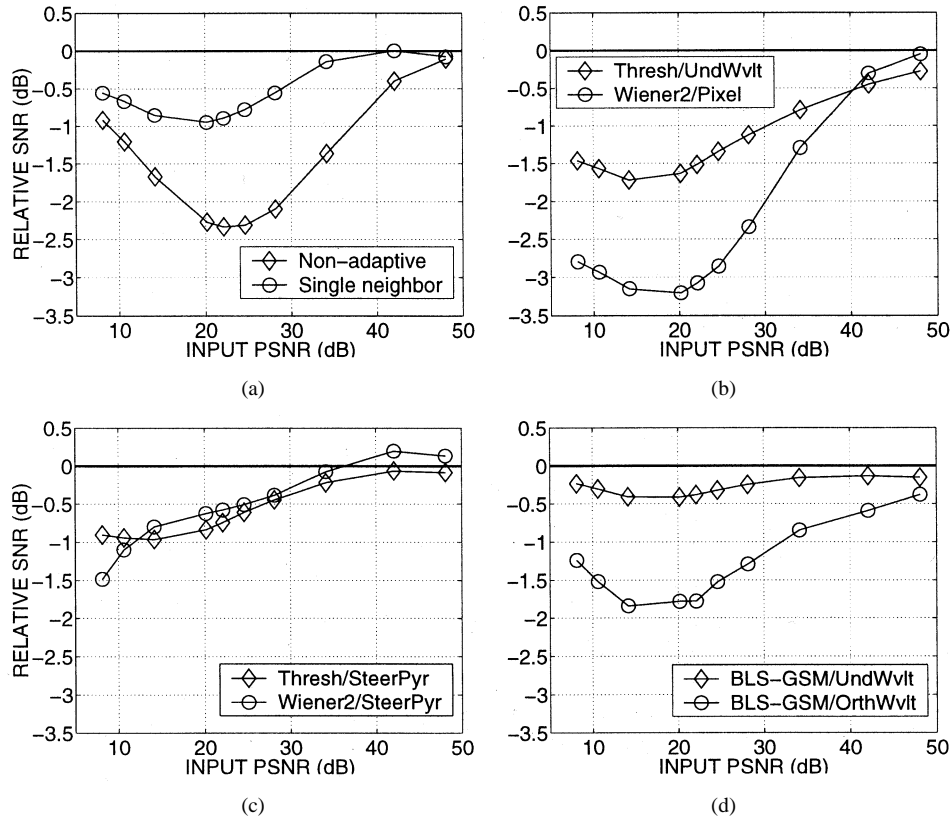 0.5
0
−0.5
−1
−1.5
−2
−2.5
−3
−3.5
RELATIVE SNR (dB)
Non−adaptive
Single neighbor
10 20 30 40 50
INPUT PSNR (dB)
(a)
0.5
0
−0.5
−1
−1.5
−2
−2.5
−3
−3.5
Thresh/UndWvlt
Wiener2/Pixel
10 20 30 40 50
INPUT PSNR (dB)
(b)
0.5
0
−0.5
−1
−1.5
−2
−2.5
−3
−3.5
RELATIVE SNR (dB)
Thresh/SteerPyr
Wiener2/SteerPyr
10 20 30 40 50
INPUT PSNR (dB)
(c)
0.5
0
−0.5
−1
−1.5
−2
−2.5
−3
−3.5
BLS−GSM/UndWvlt
BLS−GSM/OrthWvlt
10 20 30 40 50
INPUT PSNR (dB)
(d)